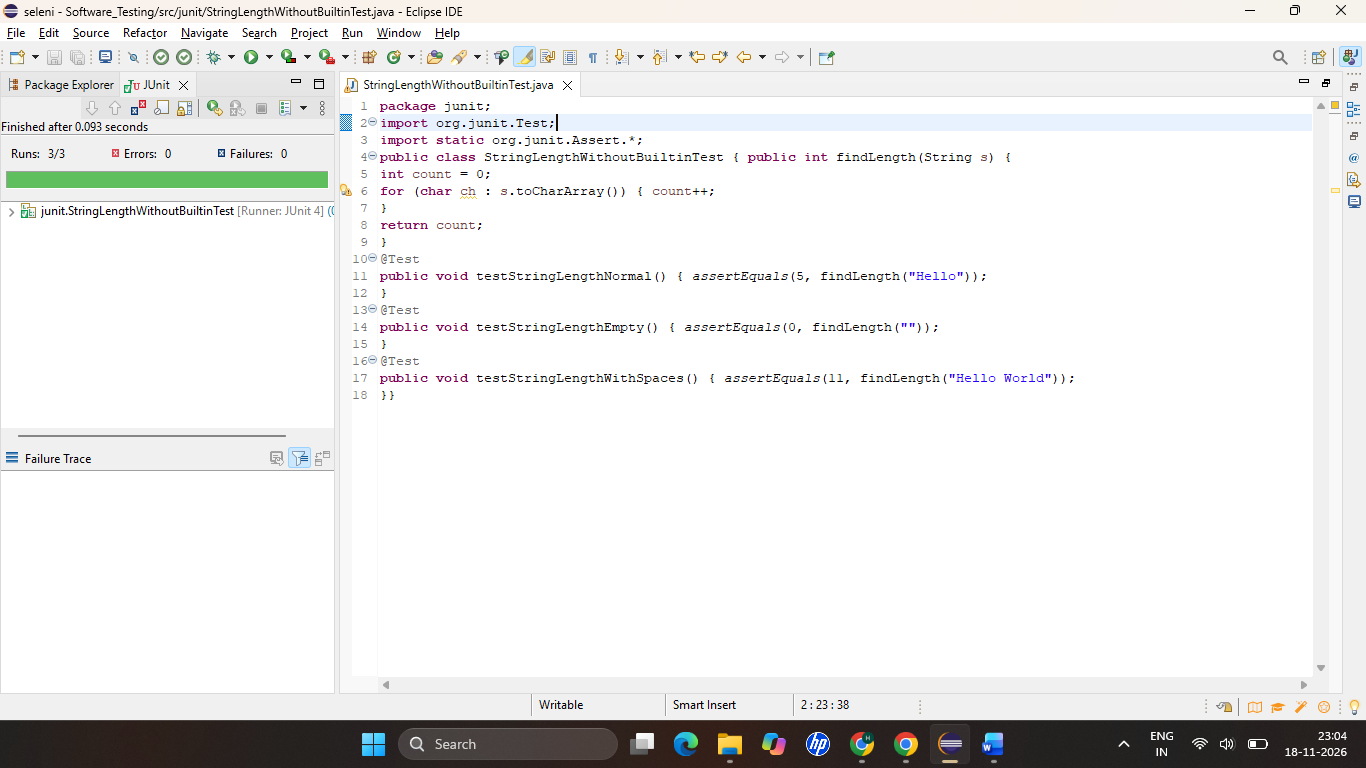 seleni - Software_Testing/src/junit/StringLengthWithoutBuiltinTest.java - Eclipse IDE
File Edit Source Refactor Navigate Search Project Run Window Help
Package Explorer JUnit
Finished after 0.093 seconds
Runs: 3/3 Errors: 0 Failures: 0
junit.StringLengthWithoutBuiltinTest [Runner: JUnit 4]
Failure Trace
StringLengthWithoutBuiltinTest.java
1 package junit;
2 import org.junit.Test;
3 import static org.junit.Assert.*;
4 public class StringLengthWithoutBuiltinTest { public int findLength(String s) {
5 int count = 0;
6 for (char ch : s.toCharArray()) { count++;
7 }
8 return count;
9 }
10 @Test
11 public void testStringLengthNormal() { assertEquals(5, findLength("Hello"));
12 }
13 @Test
14 public void testStringLengthEmpty() { assertEquals(0, findLength(""));
15 }
16 @Test
17 public void testStringLengthWithSpaces() { assertEquals(11, findLength("Hello World"));
18 }}
Writable Smart Insert 2 : 23 : 38
Search
ENG
IN
23:04
18-11-2026